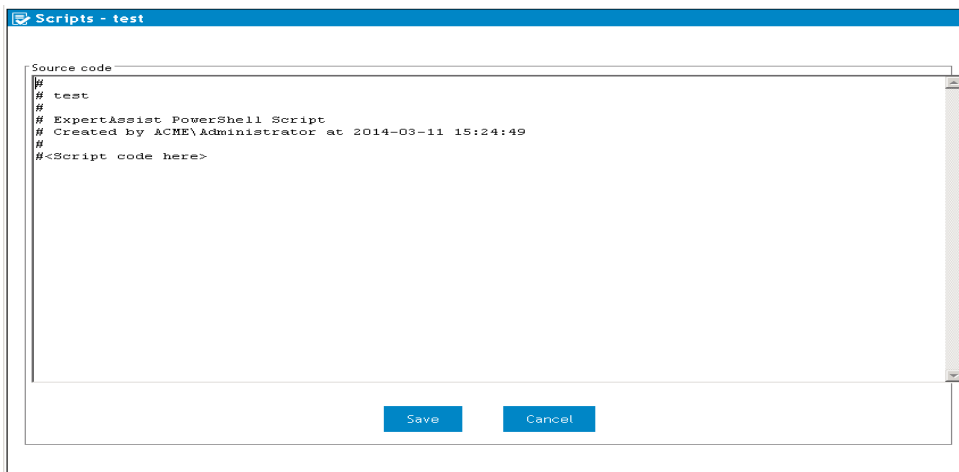 Scripts - test
Source code
#
# test
#
# ExpertAssist PowerShell Script
# Created by ACME\Administrator at 2014-03-11 15:24:49
#
#<Script code here>
Save Cancel